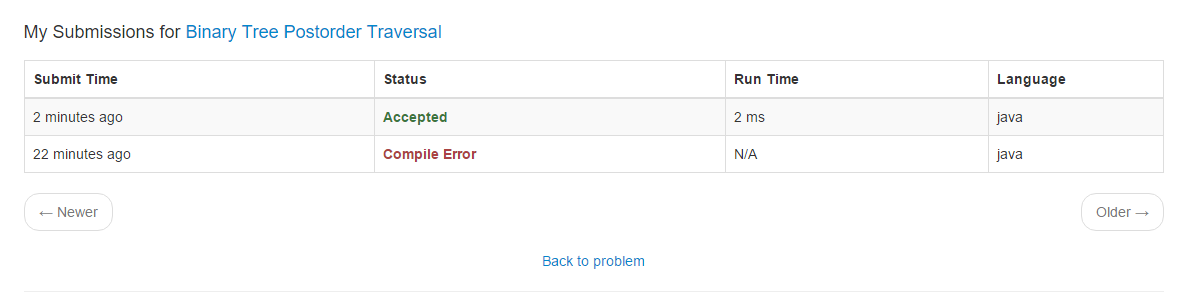 My Submissions for Binary Tree Postorder Traversal
Submit Time Status Run Time Language
2 minutes ago Accepted 2 ms java
22 minutes ago Compile Error N/A java
← Newer Older →
Back to problem